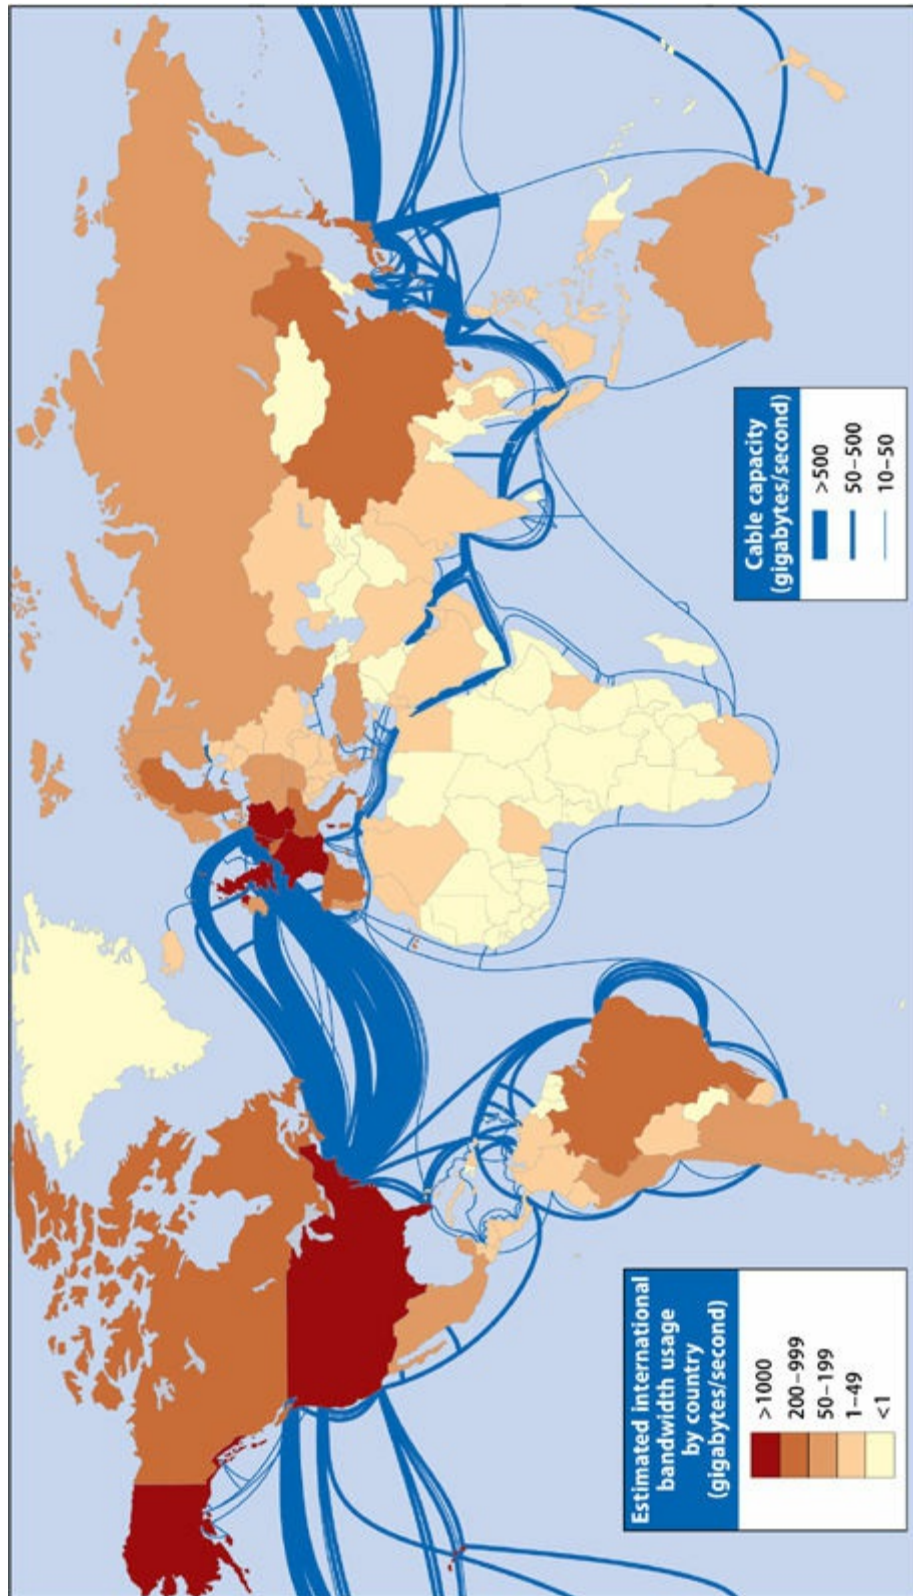 Estimated international
bandwidth usage
by country
(gigabytes/second)
>1000
200–999
50–199
1–49
<1
Cable capacity
(gigabytes/second)
>500
50–500
10–50